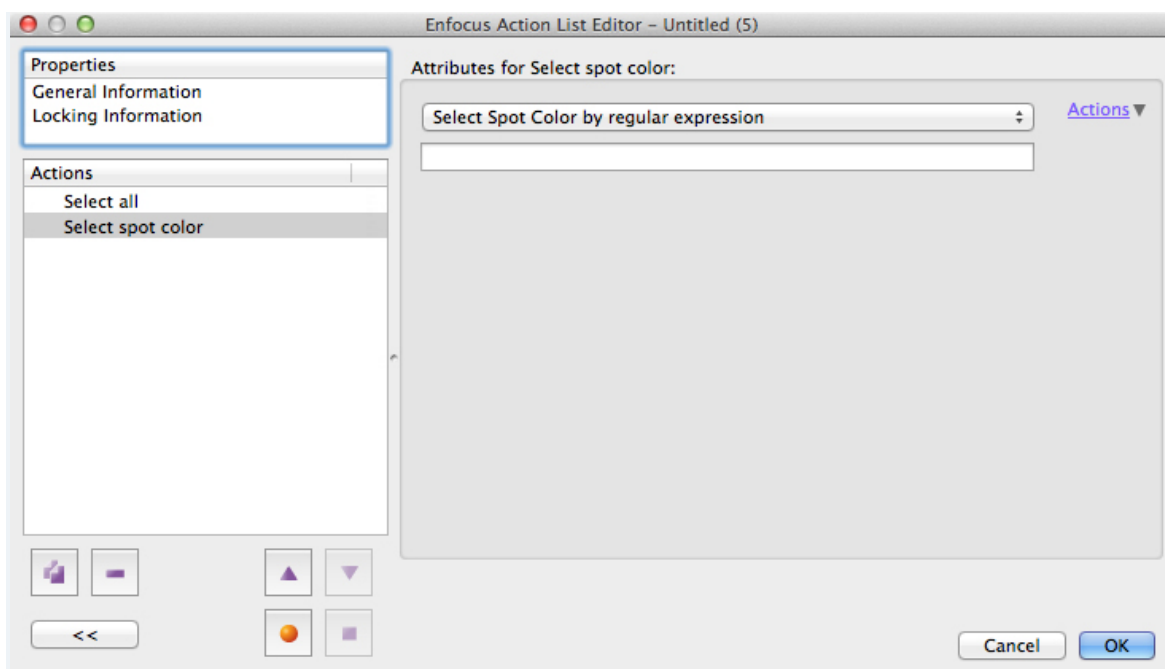 Enfocus Action List Editor – Untitled (5)
Properties
General Information
Locking Information
Actions
Select all
Select spot color
<<
Attributes for Select spot color:
Select Spot Color by regular expression
Actions ▼
Cancel
OK